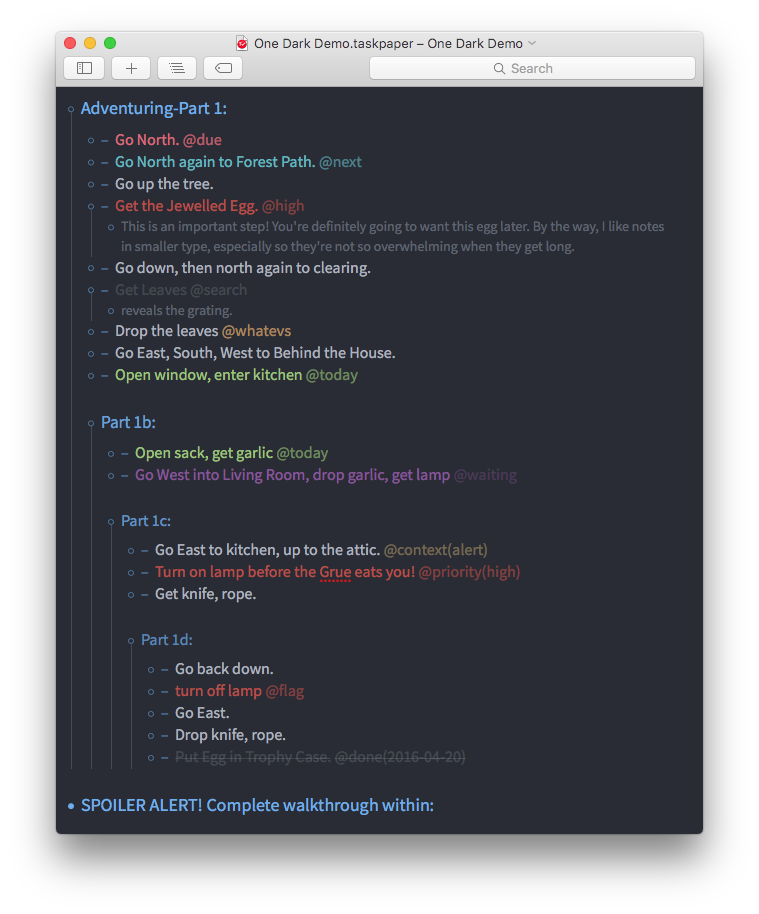 One Dark Demo.taskpaper – One Dark Demo
Search
Adventuring-Part 1:
– Go North. @due
– Go North again to Forest Path. @next
– Go up the tree.
– Get the Jewelled Egg. @high
This is an important step! You're definitely going to want this egg later. By the way, I like notes
in smaller type, especially so they're not so overwhelming when they get long.
– Go down, then north again to clearing.
– Get Leaves @search
reveals the grating.
– Drop the leaves @whatevs
– Go East, South, West to Behind the House.
– Open window, enter kitchen @today
Part 1b:
– Open sack, get garlic @today
– Go West into Living Room, drop garlic, get lamp @waiting
Part 1c:
– Go East to kitchen, up to the attic. @context(alert)
– Turn on lamp before the Grue eats you! @priority(high)
– Get knife, rope.
Part 1d:
– Go back down.
– turn off lamp @flag
– Go East.
– Drop knife, rope.
– Put Egg in Trophy Case. @done(2016-04-20)
SPOILER ALERT! Complete walkthrough within: